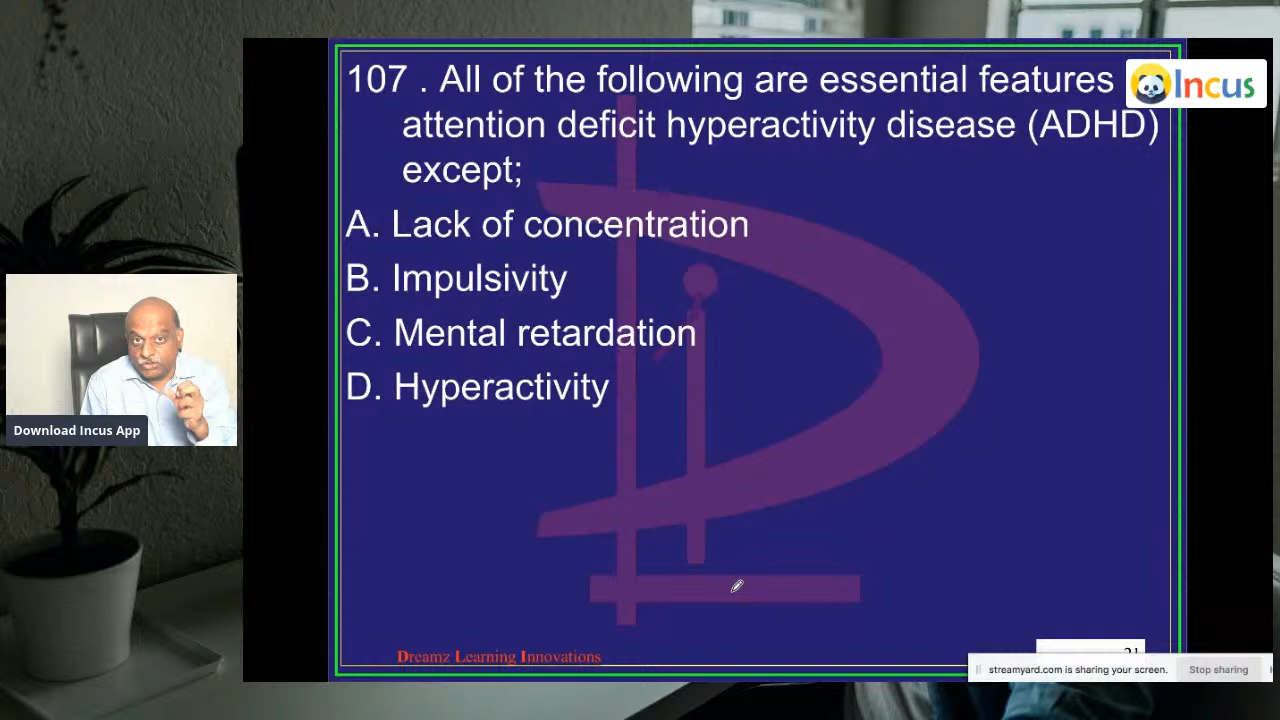 107 . All of the following are essential features
attention deficit hyperactivity disease (ADHD)
except;
A. Lack of concentration
B. Impulsivity
C. Mental retardation
D. Hyperactivity
Incus
Download Incus App
Dreamz Learning Innovations
21
streamyard.com is sharing your screen.
Stop sharing